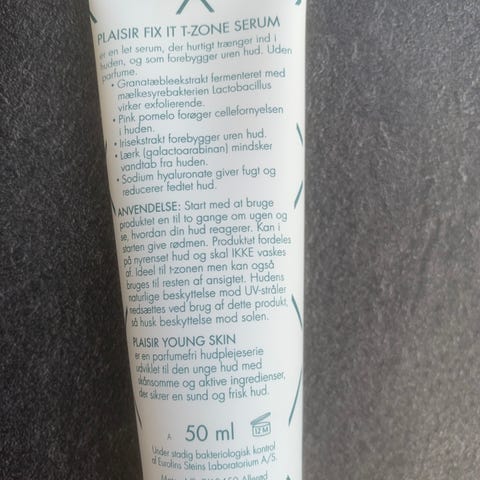 PLAISIR FIX IT T-ZONE SERUM
er en let serum, der hurtigt trænger ind i
huden, og som forebygger uren hud. Uden
parfume.
• Granatæbleekstrakt fermenteret med
mælkesyrebakterien Lactobacillus
virker exfolierende.
• Pink pomelo forøger cellefornyelsen
i huden.
• Irisekstrakt forebygger uren hud.
• Lærk (galactoarabinan) mindsker
vandtab fra huden.
• Sodium hyaluronate giver fugt og
reducerer fedtet hud.
ANVENDELSE: Start med at bruge
produktet en til to gange om ugen og
se, hvordan din hud reagerer. Kan i
starten give rødmen. Produktet fordeles
på nyrenset hud og skal IKKE vaskes
af. Ideel til t-zonen men kan også
bruges til resten af ansigtet. Hudens
naturlige beskyttelse mod UV-stråler
nedsættes ved brug af dette produkt,
så husk beskyttelse mod solen.
PLAISIR YOUNG SKIN
er en parfumefri hudplejeserie
udviklet til den unge hud med
skånsomme og aktive ingredienser,
der sikrer en sund og frisk hud.
A 50 ml 12 M
Under stadig bakteriologisk kontrol
af Eurofins Steins Laboratorium A/S.
Allerød